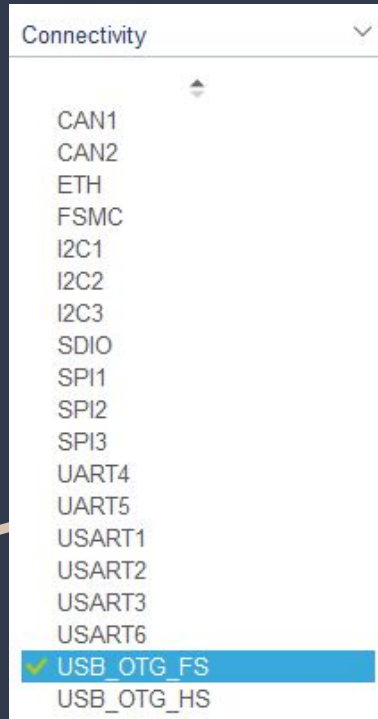 Connectivity
CAN1
CAN2
ETH
FSMC
I2C1
I2C2
I2C3
SDIO
SPI1
SPI2
SPI3
UART4
UART5
USART1
USART2
USART3
USART6
USB_OTG_FS
USB_OTG_HS